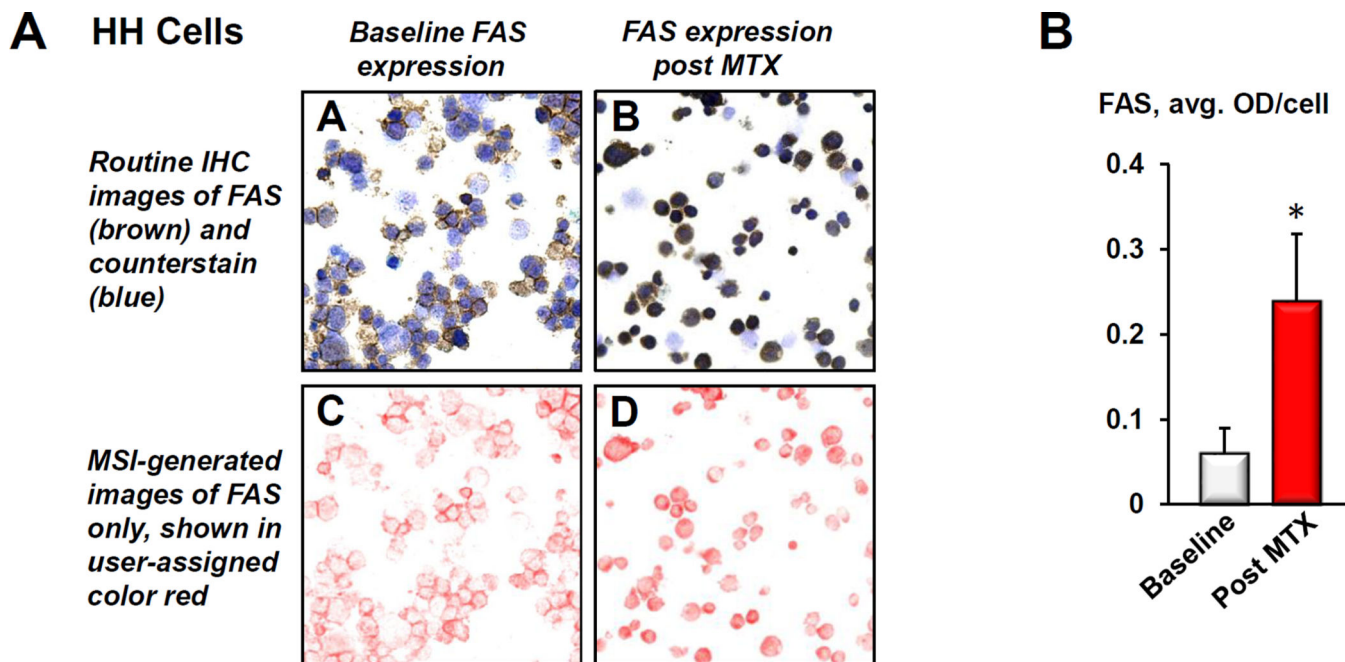 A
HH Cells
Baseline FAS
expression
FAS expression
post MTX
Routine IHC
images of FAS
(brown) and
counterstain
(blue)
A
B
MSI-generated
images of FAS
only, shown in
user-assigned
color red
C
D
B
FAS, avg. OD/cell
0.4
0.3
0.2
0.1
0
*
Baseline
Post MTX